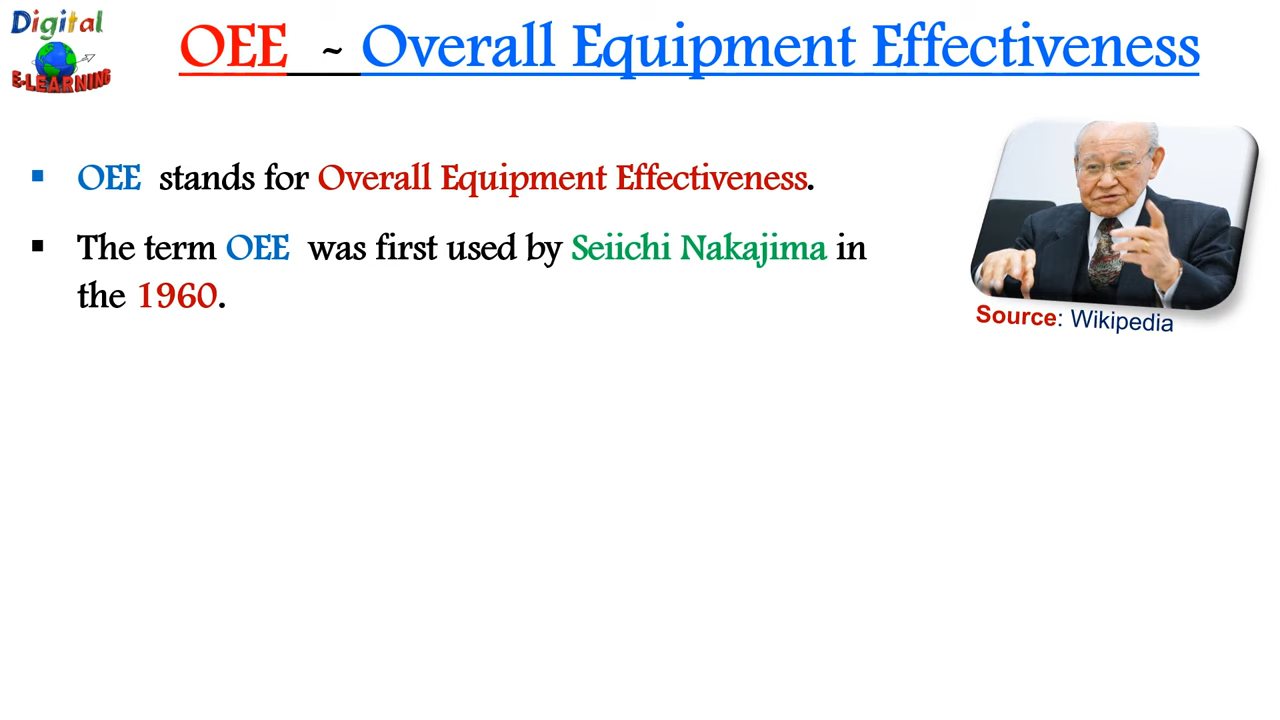 Digital
E-LEARNING
OEE ~ Overall Equipment Effectiveness
▪ OEE stands for Overall Equipment Effectiveness.
▪ The term OEE was first used by Seiichi Nakajima in
the 1960.
Source: Wikipedia